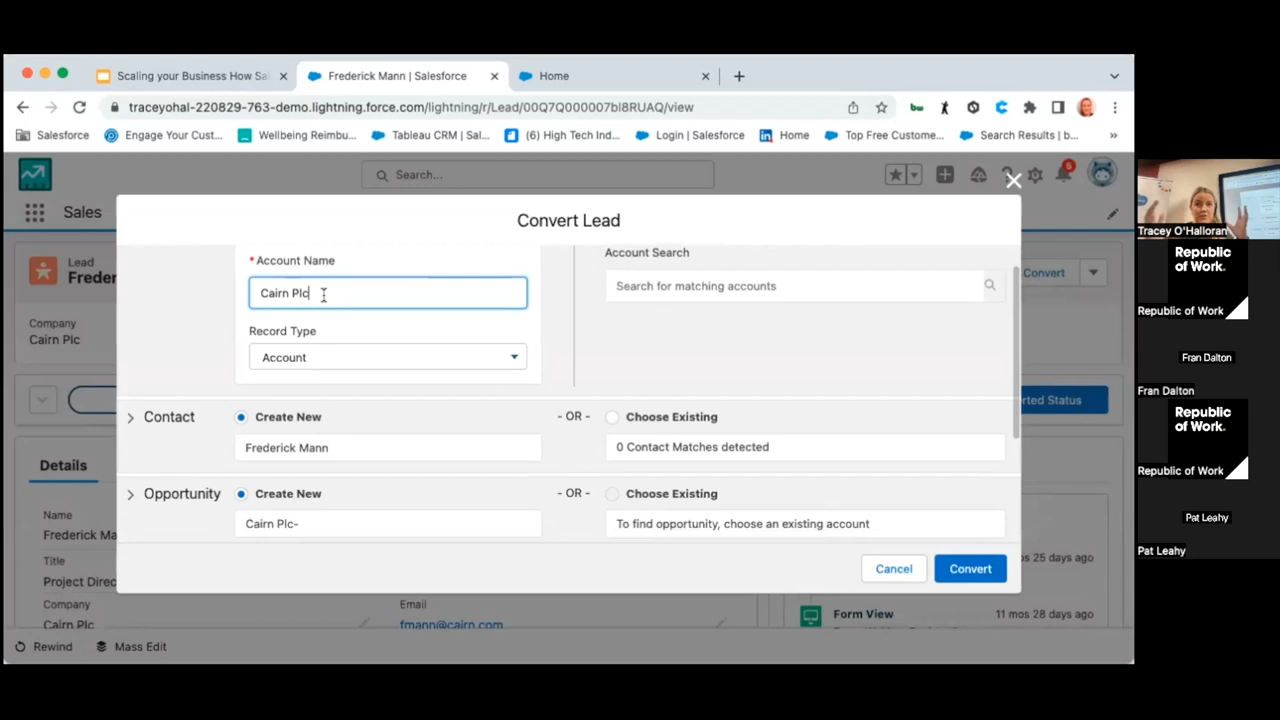 Scaling your Business How Sa
Frederick Mann | Salesforce
Home
traceyohal-220829-763-demo.lightning.force.com/lightning/r/Lead/00Q7Q000007bl8RUAQ/view
Salesforce
Engage Your Cust...
Wellbeing Reimbu...
Tableau CRM | Sal...
(6) High Tech Ind...
Login | Salesforce
Home
Top Free Custome...
Search Results | b...
»
Search...
5
Sales
Convert Lead
Lead
Freder
Convert
Company
Cairn Plc
* Account Name
Cairn Plc
Record Type
Account
Account Search
Search for matching accounts
rted Status
Contact
Create New
- OR -
Choose Existing
Frederick Mann
0 Contact Matches detected
Opportunity
Create New
- OR -
Choose Existing
Cairn Plc-
To find opportunity, choose an existing account
Cancel
Convert
Details
Name
Frederick Ma
Title
Project Direc
Company
Cairn Plc
Email
fmann@cairn.com
os 25 days ago
Form View
11 mos 28 days ago
Rewind
Mass Edit
Tracey O'Halloran
Republic
of Work.
Republic of Work
Fran Dalton
Fran Dalton
Republic
of Work.
Republic of Work
Pat Leahy
Pat Leahy